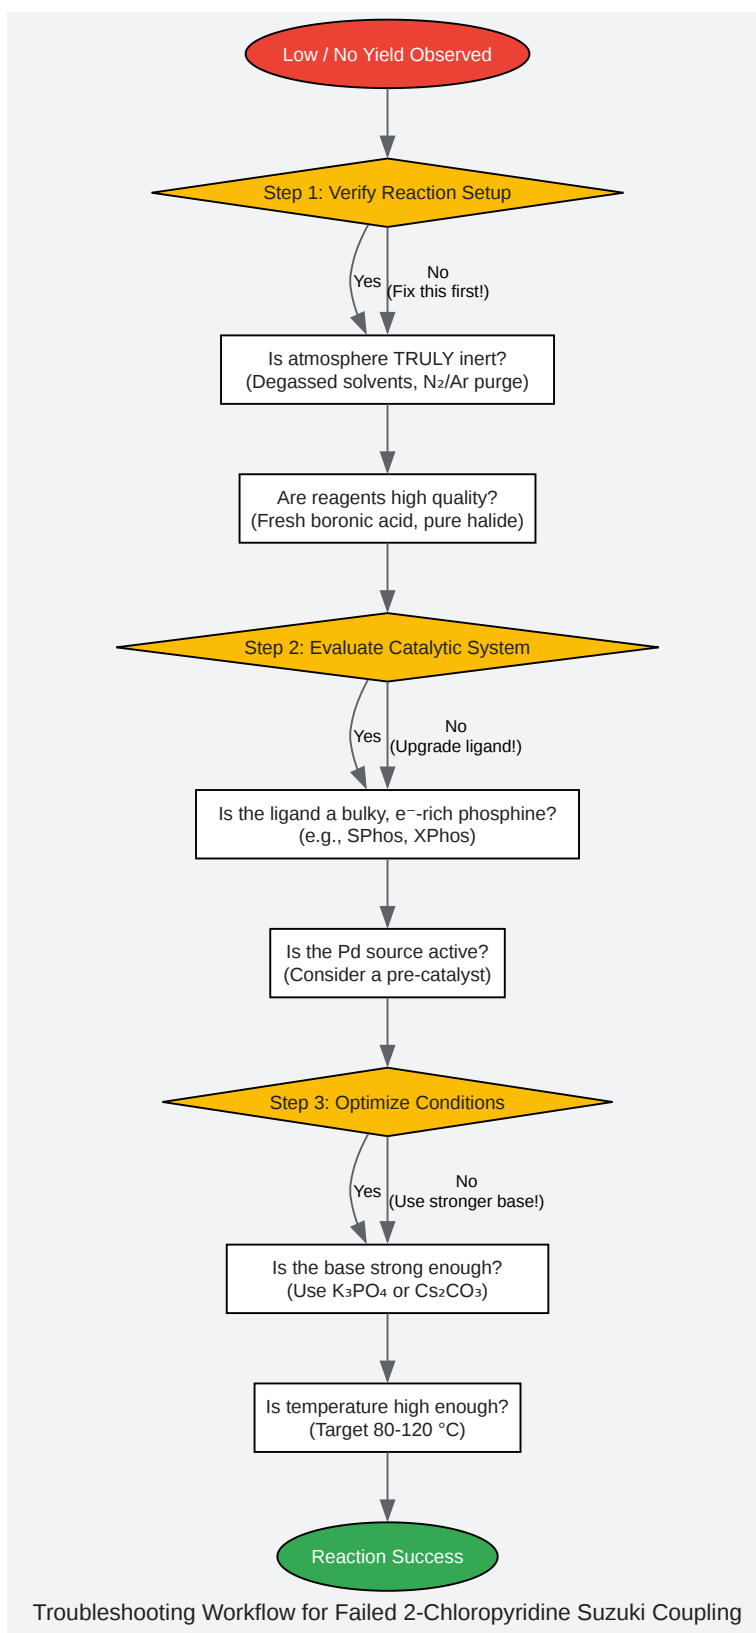 Low / No Yield Observed
Step 1: Verify Reaction Setup
Yes
No
(Fix this first!)
Is atmosphere TRULY inert?
(Degassed solvents, N₂/Ar purge)
Are reagents high quality?
(Fresh boronic acid, pure halide)
Step 2: Evaluate Catalytic System
Yes
No
(Upgrade ligand!)
Is the ligand a bulky, e⁻-rich phosphine?
(e.g., SPhos, XPhos)
Is the Pd source active?
(Consider a pre-catalyst)
Step 3: Optimize Conditions
Yes
No
(Use stronger base!)
Is the base strong enough?
(Use K₃PO₄ or Cs₂CO₃)
Is temperature high enough?
(Target 80-120 °C)
Reaction Success
Troubleshooting Workflow for Failed 2-Chloropyridine Suzuki Coupling